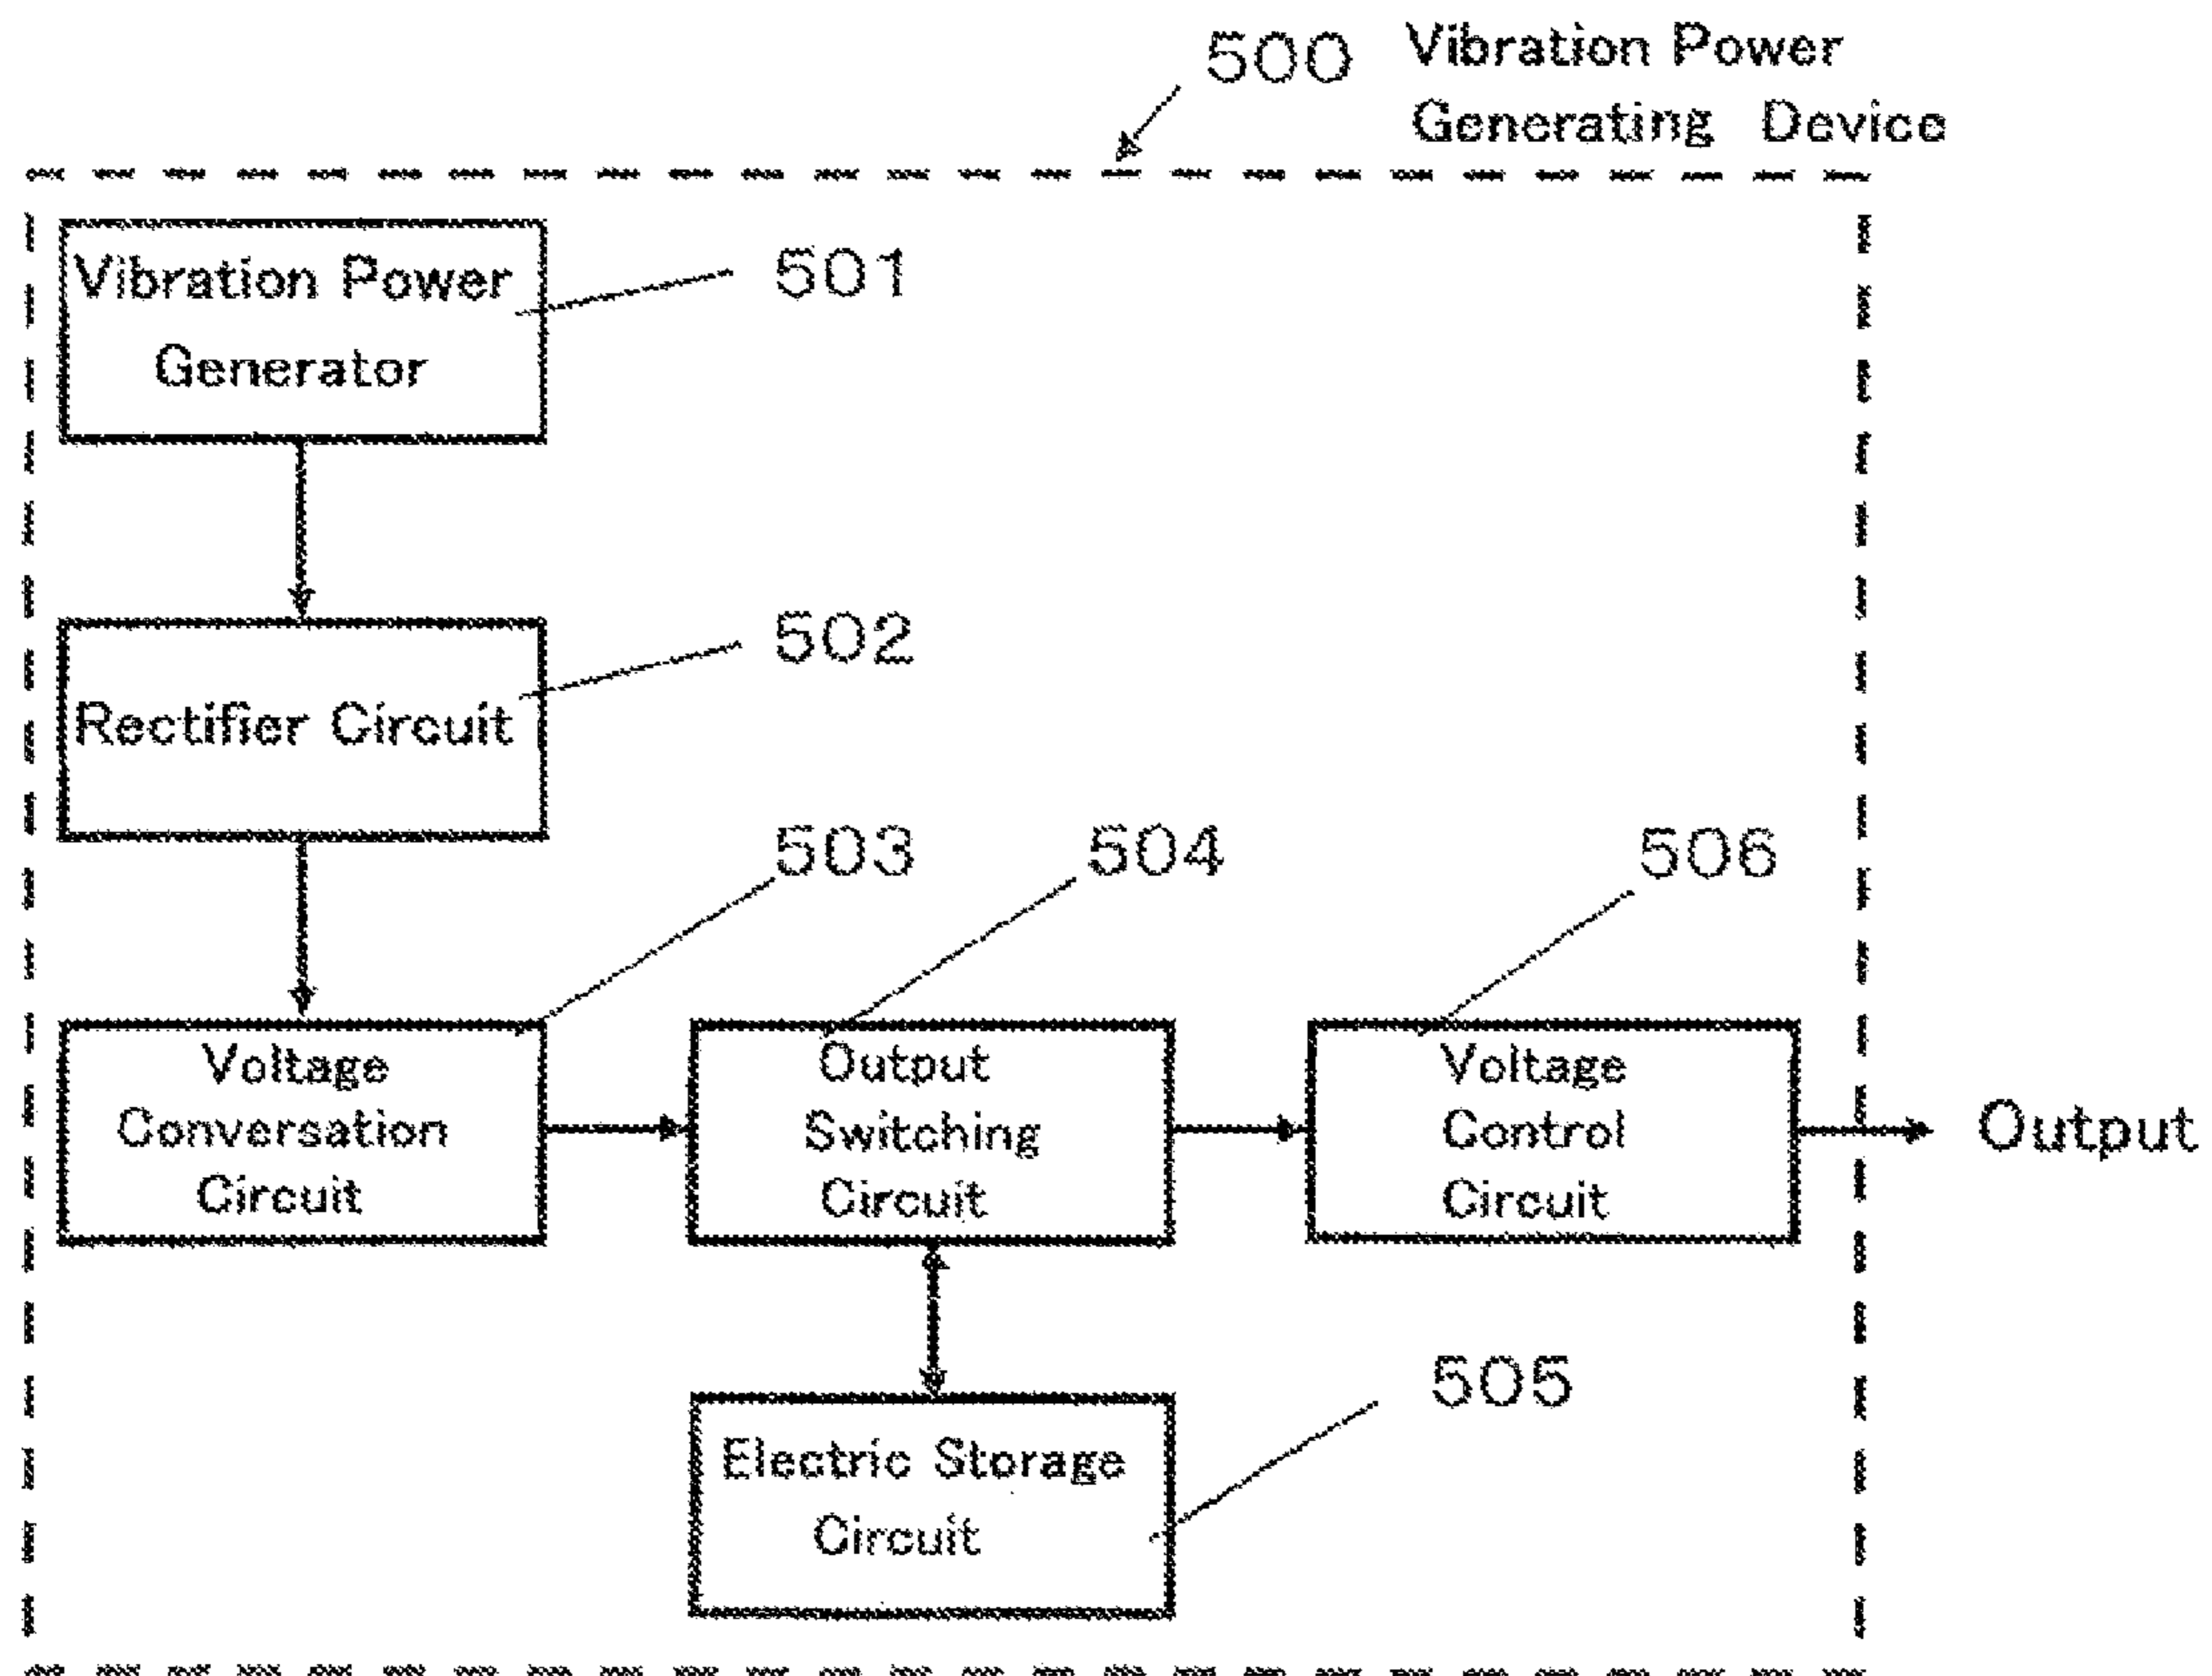 500 Vibration Power
Generating Device
Vibration Power
Generator
501
Rectifier Circuit
502
503
504
506
Voltage
Conversation
Circuit
Output
Switching
Circuit
Voltage
Control
Circuit
Output
505
Electric Storage
Circuit